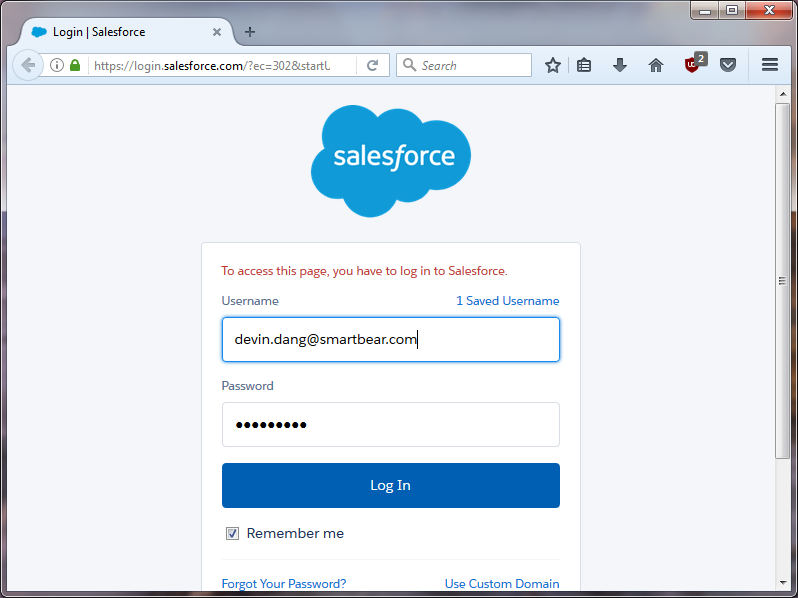 Login | Salesforce
https://login.salesforce.com/?ec=302&startU
Search
2
salesforce
To access this page, you have to log in to Salesforce.
Username 1 Saved Username
devin.dang@smartbear.com
Password
•••••••••
Log In
Remember me
Forgot Your Password? Use Custom Domain